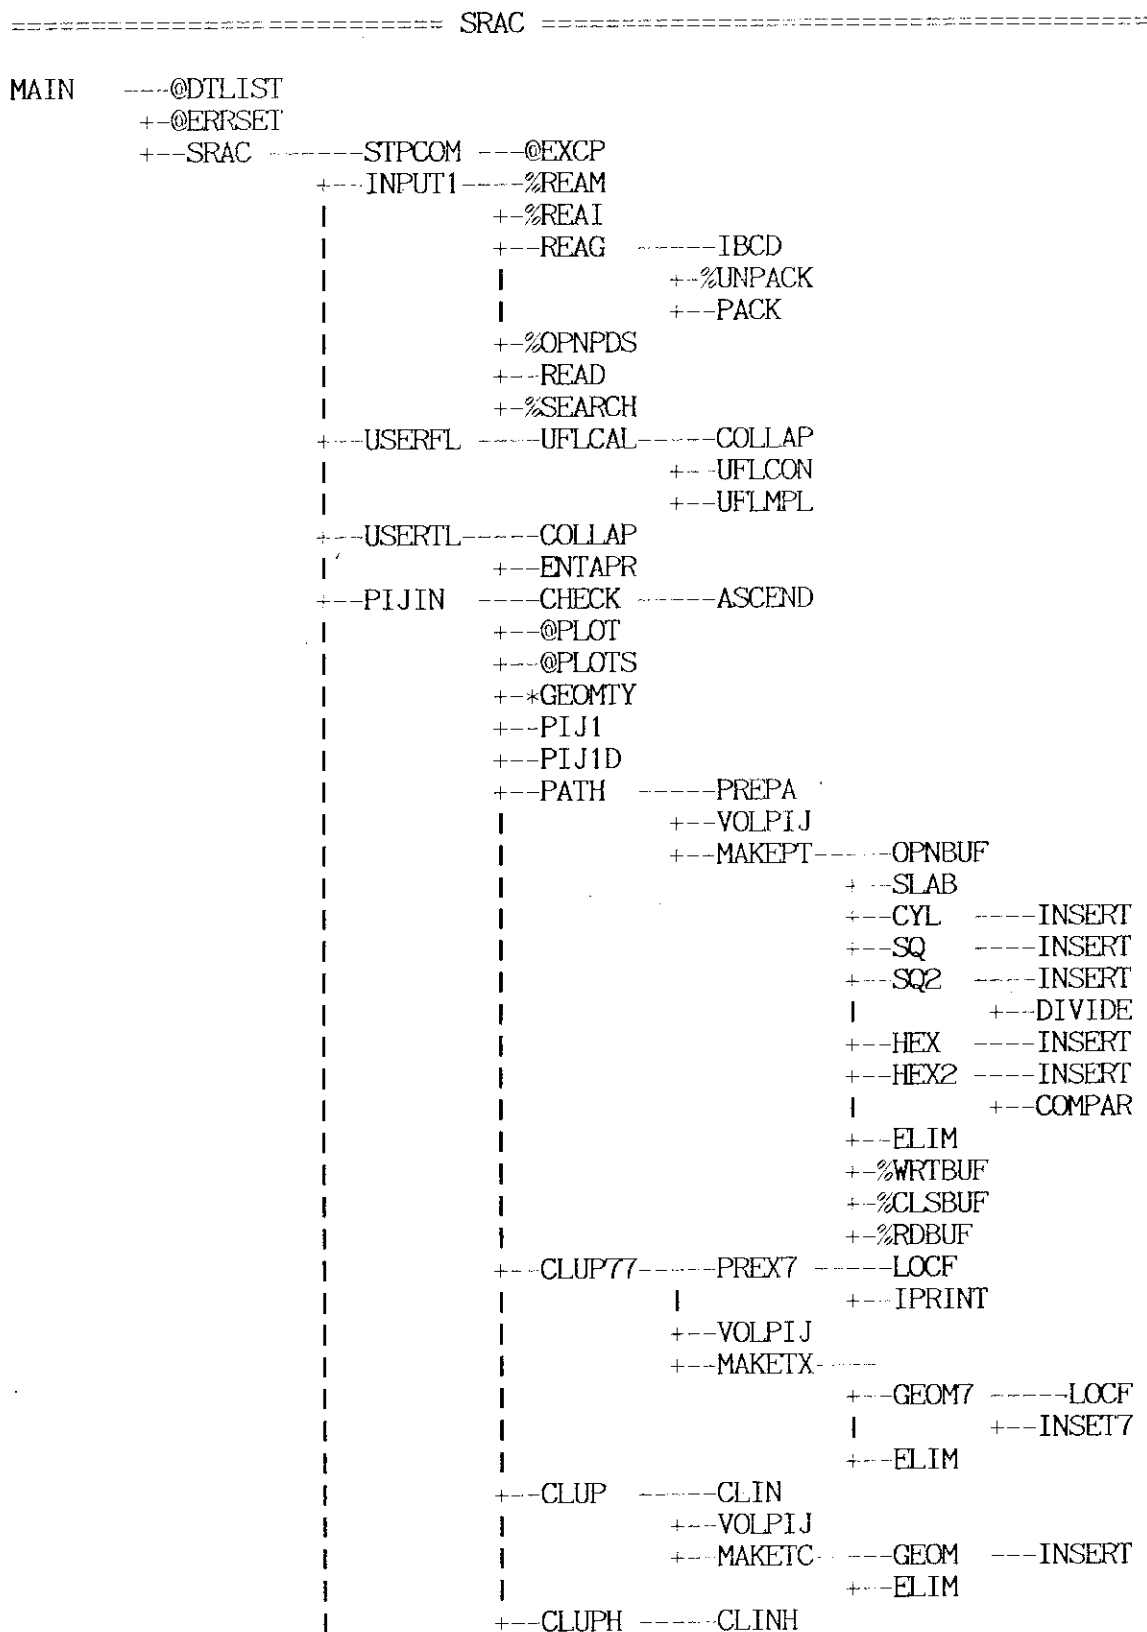 ============================ SRAC =======================================
MAIN ----@DTLIST
+-@ERRSET
+--SRAC -------STPCOM ---@EXCP
+---INPUT1-----%REAM
| +-%REAI
| +--REAG ------IBCD
| | +--%UNPACK
| | +---PACK
| +-%OPNPDS
| +---READ
| +-%SEARCH
+---USERFL -----UFLCAL-----COLLAP
| +---UFLCON
| +---UFLMPL
+---USERTL-----COLLAP
| +--ENTAPR
+---PIJIN ----CHECK ------ASCEND
| +---@PLOT
| +---@PLOTS
| +-*GEOMTY
| +---PIJ1
| +---PIJ1D
| +---PATH -----PREPA
| | +---VOLPIJ
| | +---MAKEPT-----OPNBUF
| | + ---SLAB
| | +---CYL ----INSERT
| | +---SQ ----INSERT
| | +---SQ2 -----INSERT
| | | +---DIVIDE
| | +---HEX ----INSERT
| | +---HEX2 ----INSERT
| | | +---COMPAR
| | +---ELIM
| | +-%WRTBUF
| | +-%CLSBUF
| | +-%RDBUF
| +---CLUP77------PREX7 ------LOCF
| | | +---IPRINT
| | +---VOLPIJ
| | +---MAKETX-----
| | +---GEOM7 -----LOCF
| | | +---INSET7
| | +---ELIM
| +---CLUP ------CLIN
| | +---VOLPIJ
| | +---MAKETC- ---GEOM ---INSERT
| | +---ELIM
| +---CLUPH ------CLINH